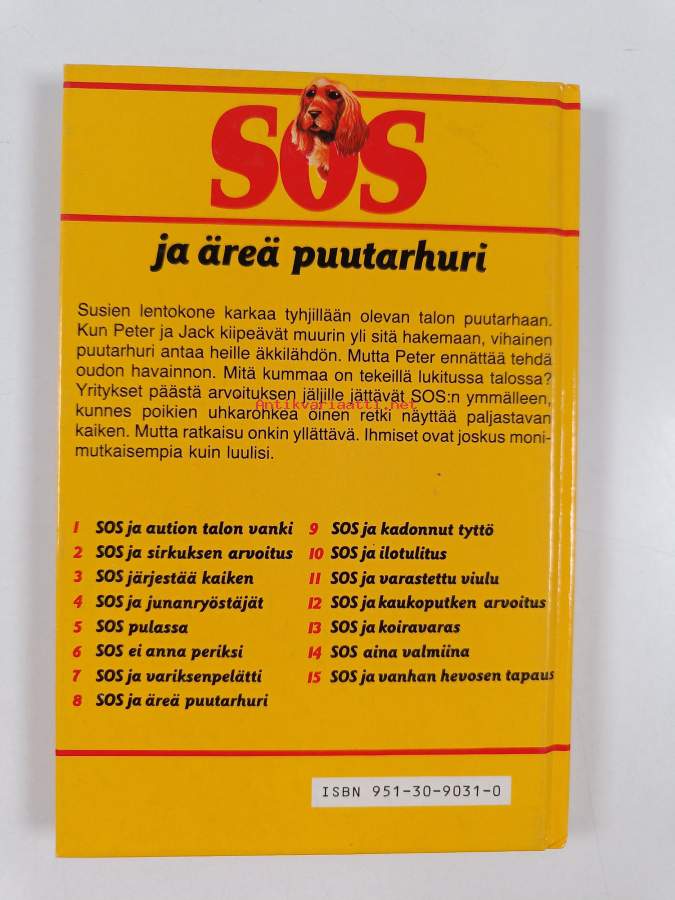 SOS
ja äreä puutarhuri
Susien lentokone karkaa tyhjillään olevan talon puutarhaan.
Kun Peter ja Jack kiipeävät muurin yli sitä hakemaan, vihainen
puutarhuri antaa heille äkkilähdön. Mutta Peter ennättää tehdä
oudon havainnon. Mitä kummaa on tekeillä lukitussa talossa?
Yritykset päästä arvoituksen jäljille jättävät SOS:n ymmälleen,
Antikvariaatti.net
kunnes poikien uhkarohkea öinen retki näyttää paljastavan
kaiken. Mutta ratkaisu onkin yllättävä. Ihmiset ovat joskus moni-
mutkaisempia kuin luulisi.
1 SOS ja aution talon vanki
2 SOS ja sirkuksen arvoitus
3 SOS järjestää kaiken
4 SOS ja junanryöstäjät
5 SOS pulassa
6 SOS ei anna periksi
7 SOS ja variksenpelätti
8 SOS ja äreä puutarhuri
9 SOS ja kadonnut tyttö
10 SOS ja ilotulitus
11 SOS ja varastettu viulu
12 SOS ja kaukoputken arvoitus
13 SOS ja koiravaras
14 SOS aina valmiina
15 SOS ja vanhan hevosen tapaus
ISBN 951-30-9031-0